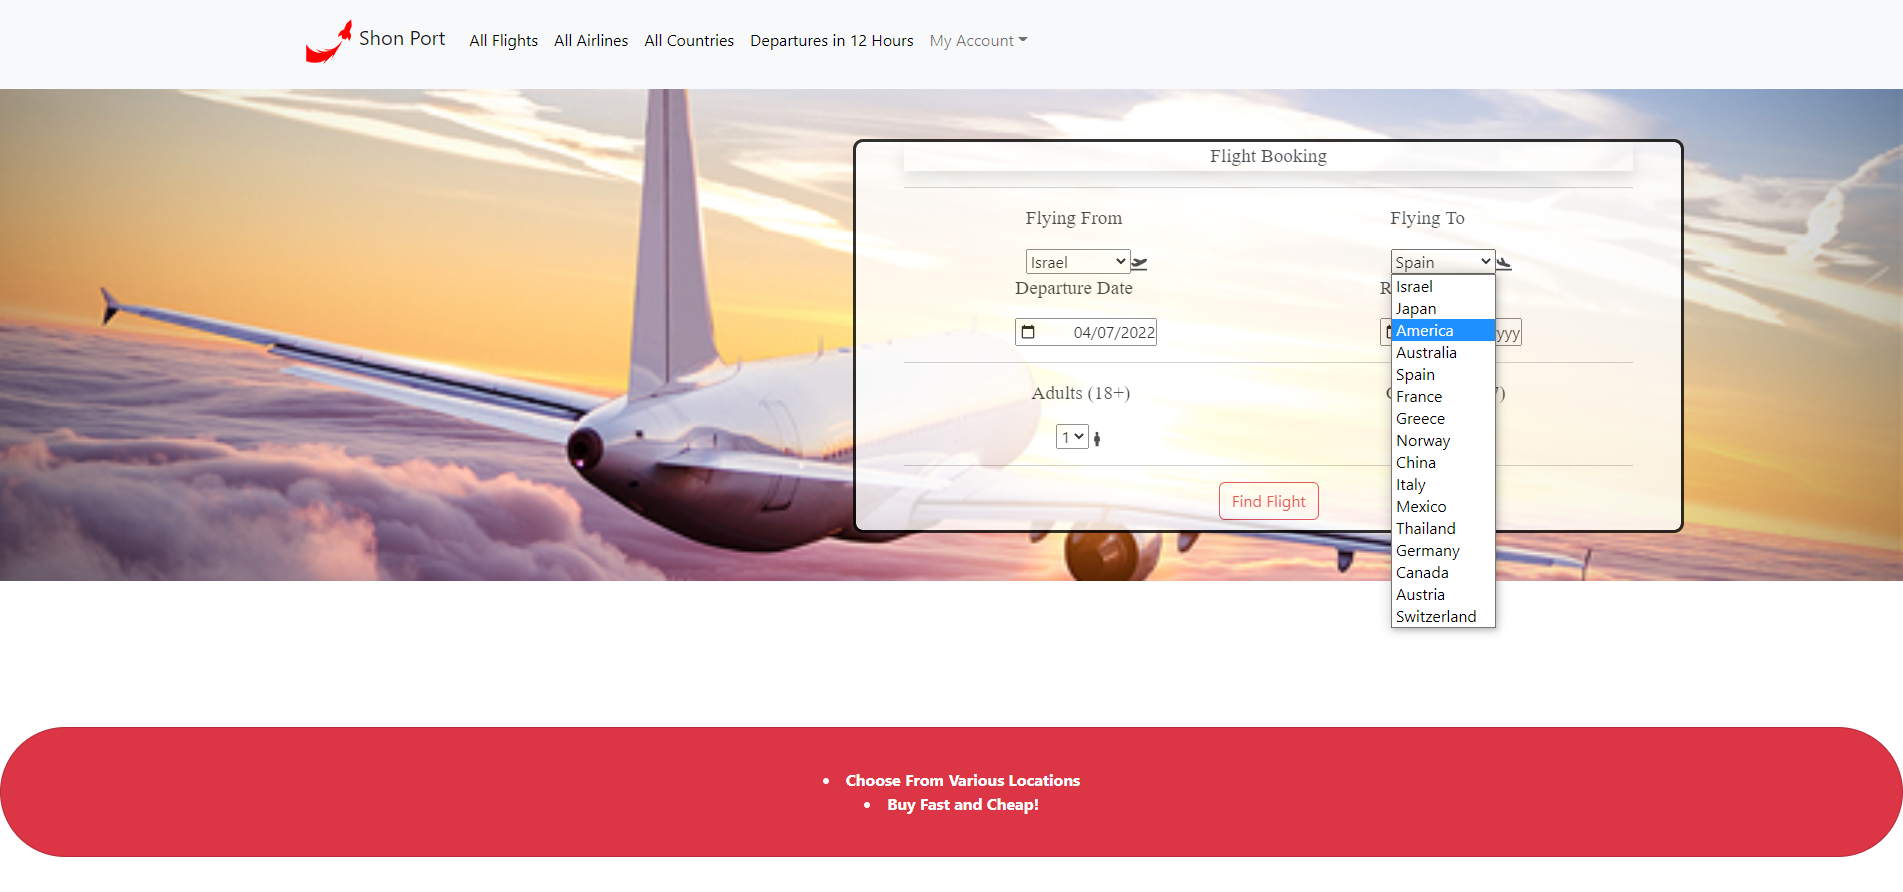 Shon Port All Flights All Airlines All Countries Departures in 12 Hours My Account
Flight Booking
Flying From Flying To
Israel Spain
Departure Date R
04/07/2022 yyy
Adults (18+) )
1
Find Flight
Israel
Japan
America
Australia
Spain
France
Greece
Norway
China
Italy
Mexico
Thailand
Germany
Canada
Austria
Switzerland
• Choose From Various Locations
• Buy Fast and Cheap!